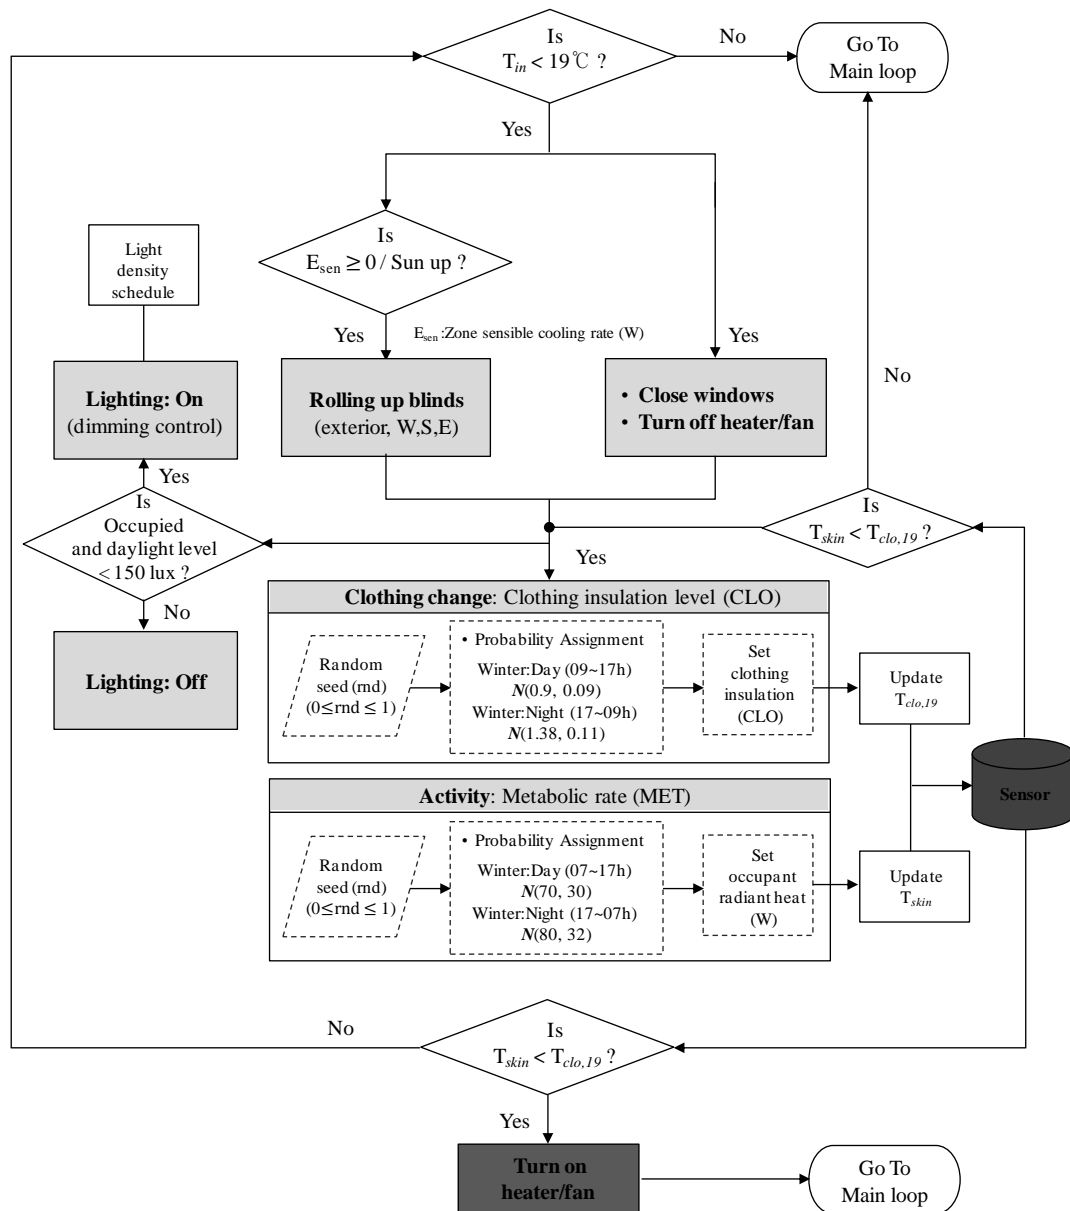 Is
T_in < 19℃ ?
No
Go To
Main loop
Yes
Is
E_sen ≥ 0 / Sun up ?
Light
density
schedule
Yes
E_sen :Zone sensible cooling rate (W)
Yes
No
Lighting: On
(dimming control)
Rolling up blinds
(exterior, W,S,E)
• Close windows
• Turn off heater/fan
Yes
Is
Occupied
and daylight level
< 150 lux ?
Is
T_skin < T_clo,19 ?
Yes
No
Lighting: Off
Clothing change: Clothing insulation level (CLO)
Random
seed (rnd)
(0≤rnd ≤ 1)
• Probability Assignment
Winter:Day (09~17h)
N(0.9, 0.09)
Winter:Night (17~09h)
N(1.38, 0.11)
Set
clothing
insulation
(CLO)
Update
T_clo,19
Sensor
Activity: Metabolic rate (MET)
Random
seed (rnd)
(0≤rnd ≤ 1)
• Probability Assignment
Winter:Day (07~17h)
N(70, 30)
Winter:Night (17~07h)
N(80, 32)
Set
occupant
radiant heat
(W)
Update
T_skin
No
Is
T_skin < T_clo,19 ?
Yes
Turn on
heater/fan
Go To
Main loop